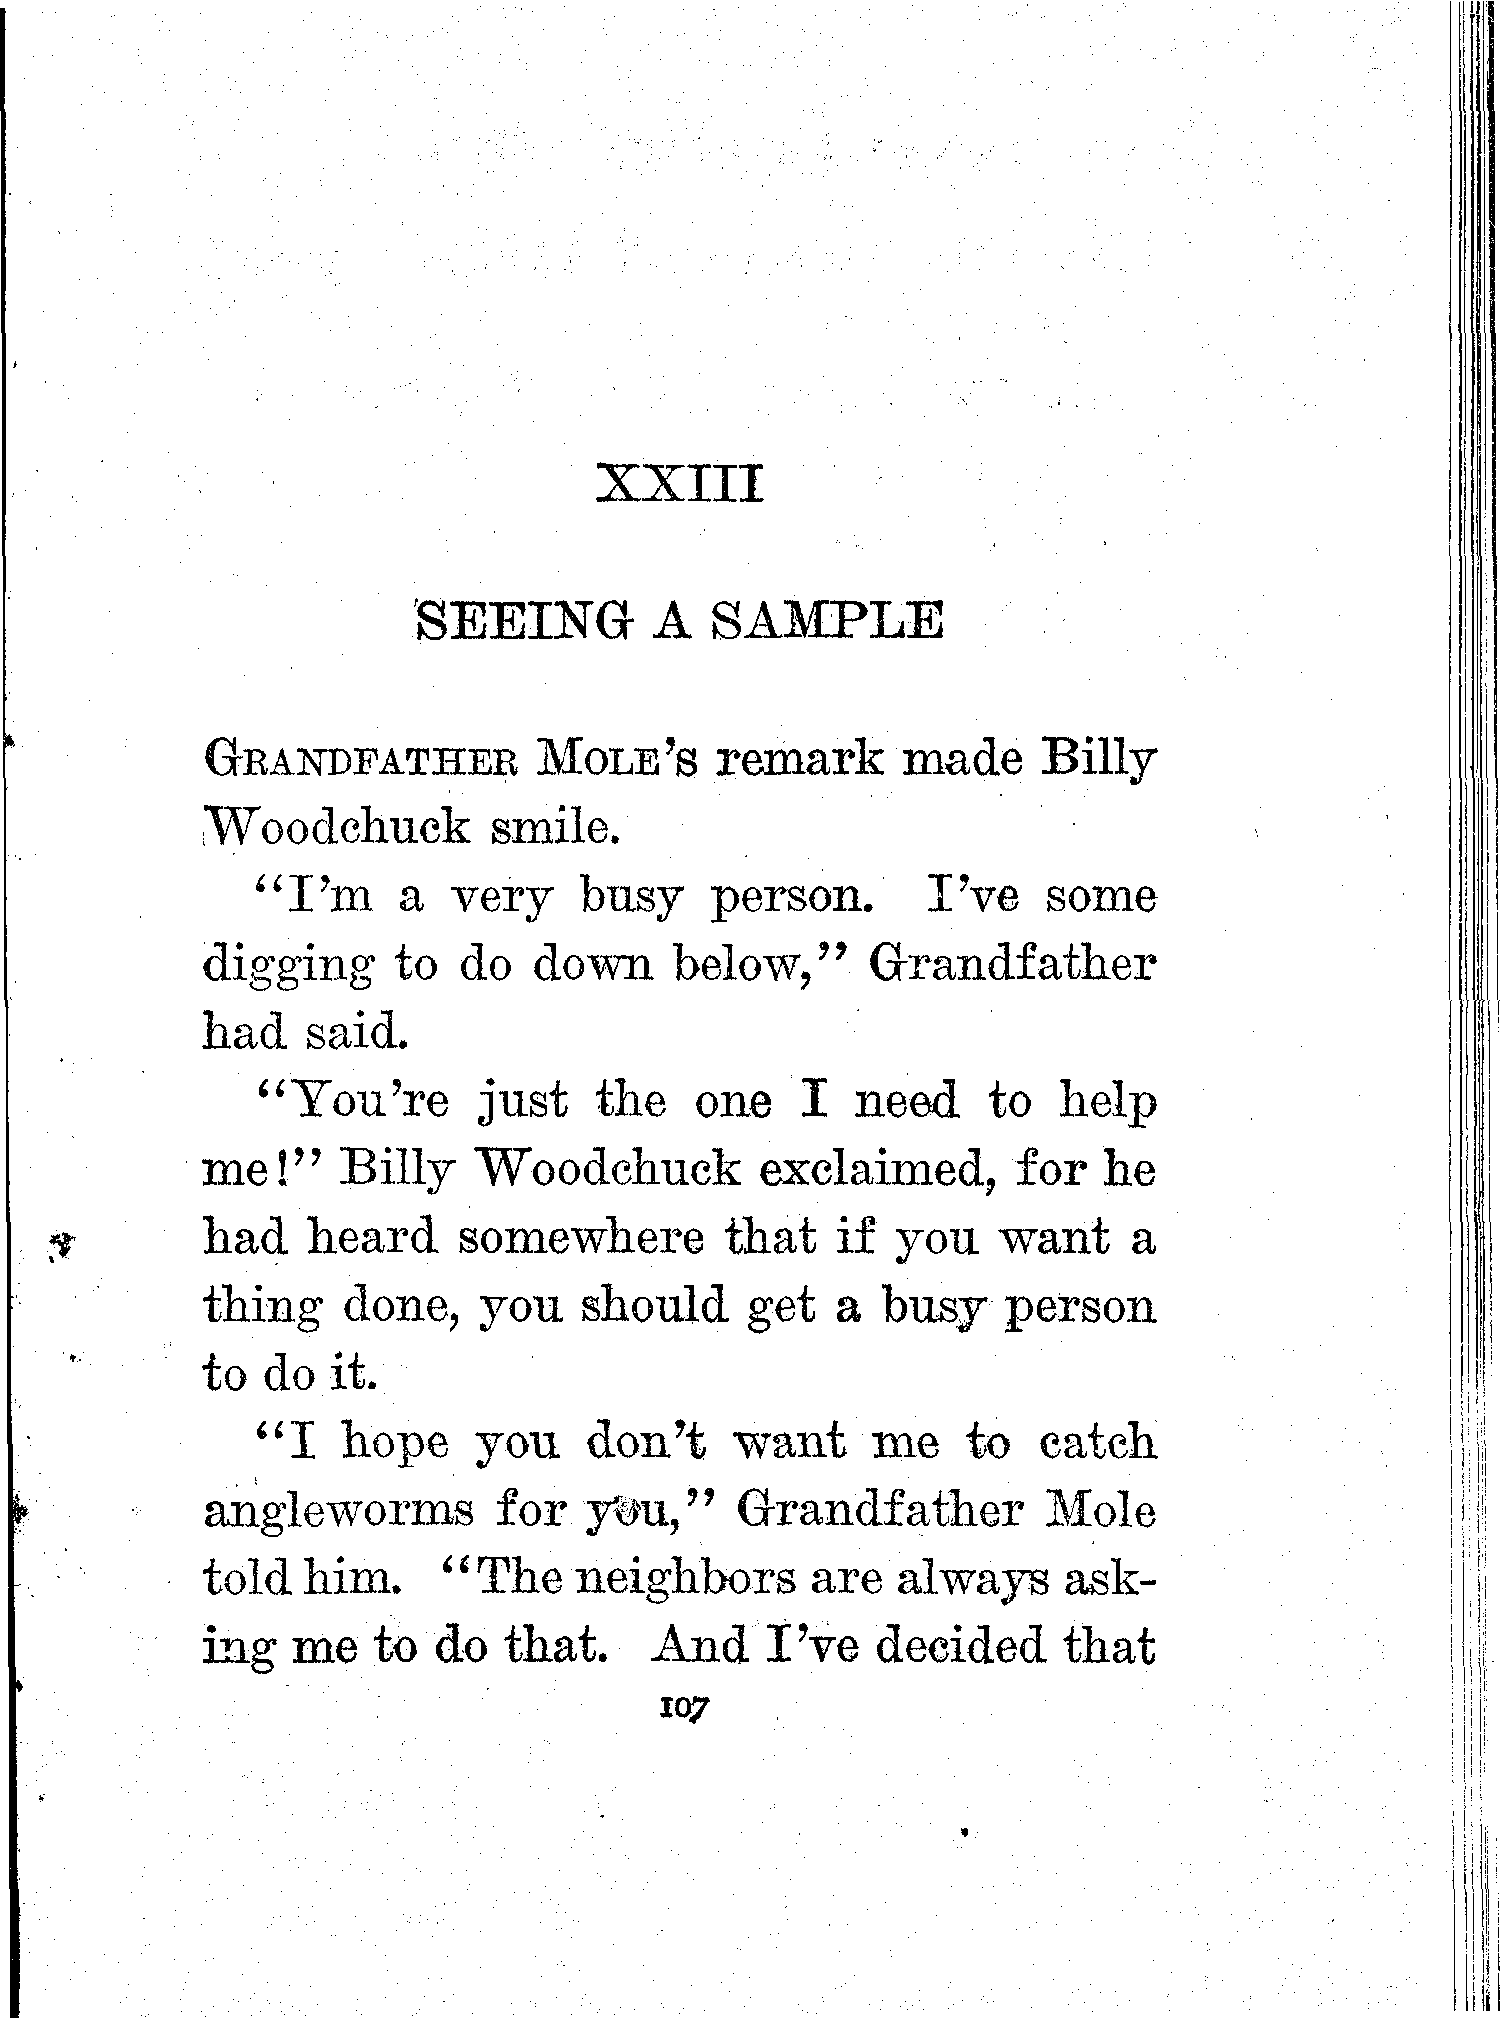 XXIII
SEEING A SAMPLE
GRANDFATHER MOLE'S remark made Billy
Woodchuck smile.
"I'm a very busy person. I've some
digging to do down below," Grandfather
had said.
"You're just the one I need to help
me!" Billy Woodchuck exclaimed, for he
had heard somewhere that if you want a
thing done, you should get a busy person
to do it.
"I hope you don't want me to catch
angleworms for you," Grandfather Mole
told him. "The neighbors are always ask-
ing me to do that. And I've decided that
107